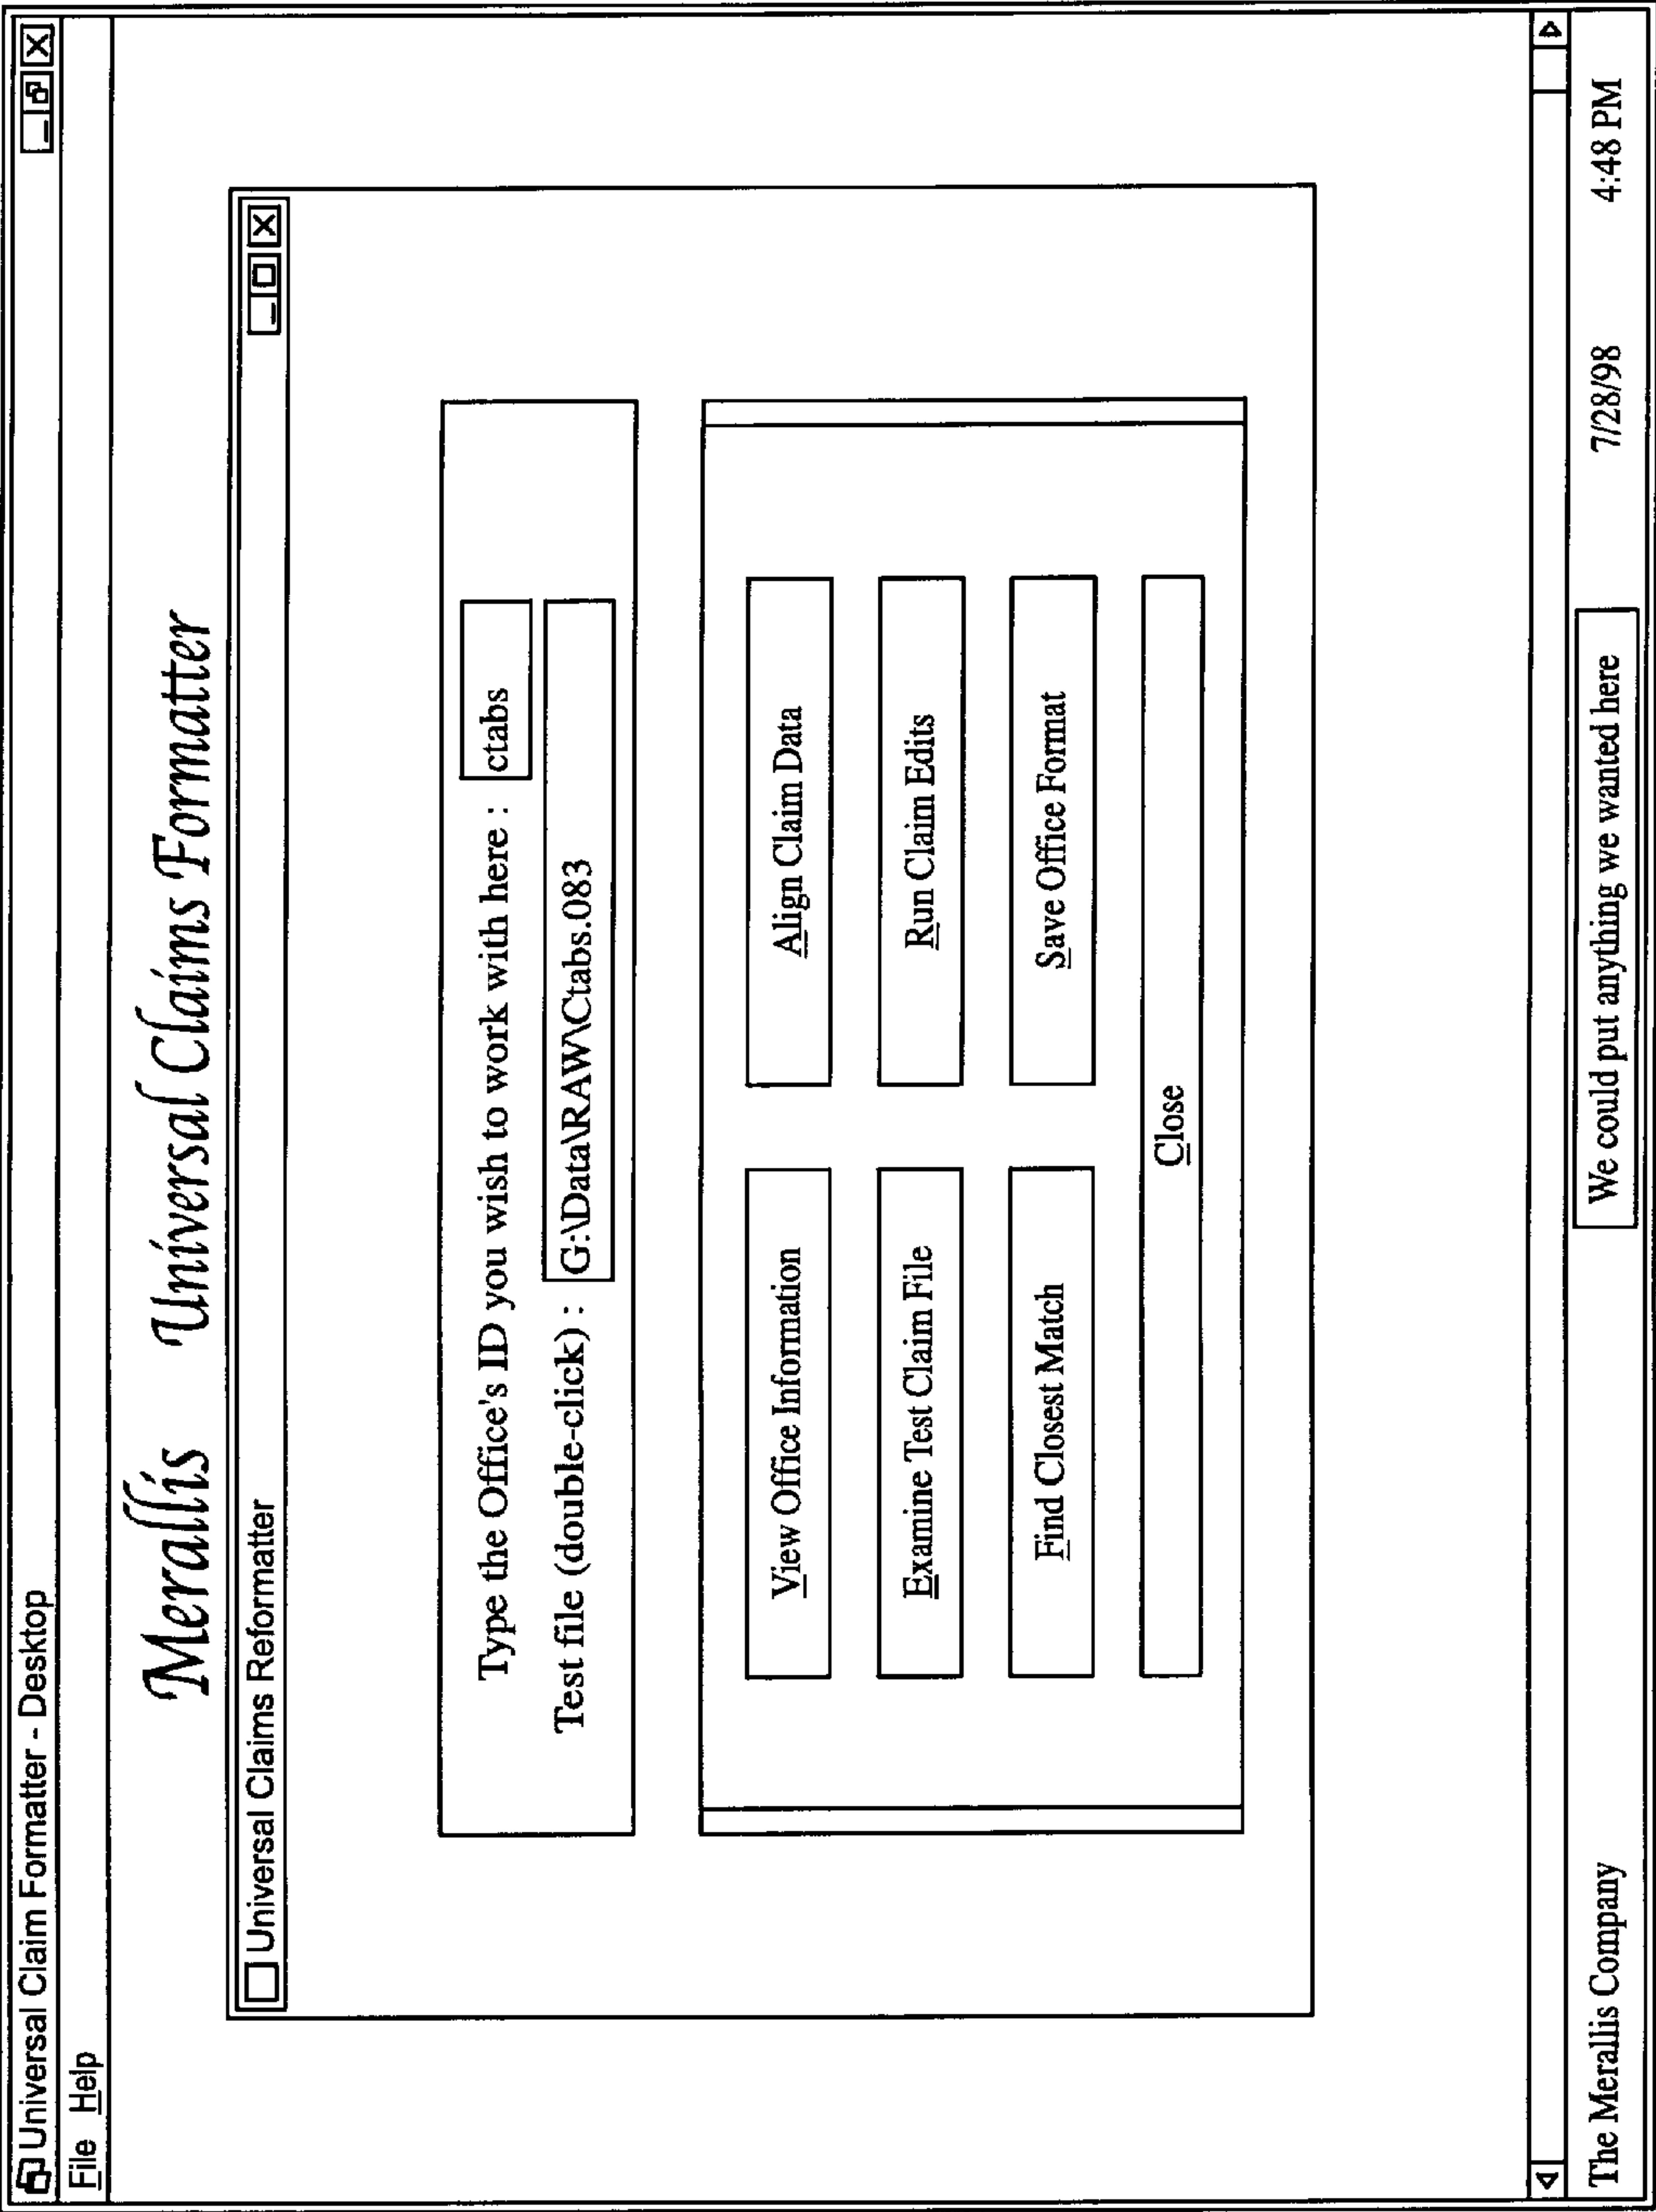 Universal Claim Formatter - Desktop
File Help
Merallis Universal Claims Formatter
Universal Claims Reformatter
Type the Office's ID you wish to work with here : ctabs
Test file (double-click) : G:\Data\RAW\Ctabs.083
View Office Information Align Claim Data
Examine Test Claim File Run Claim Edits
Find Closest Match Save Office Format
Close
The Merallis Company We could put anything we wanted here 7/28/98 4:48 PM